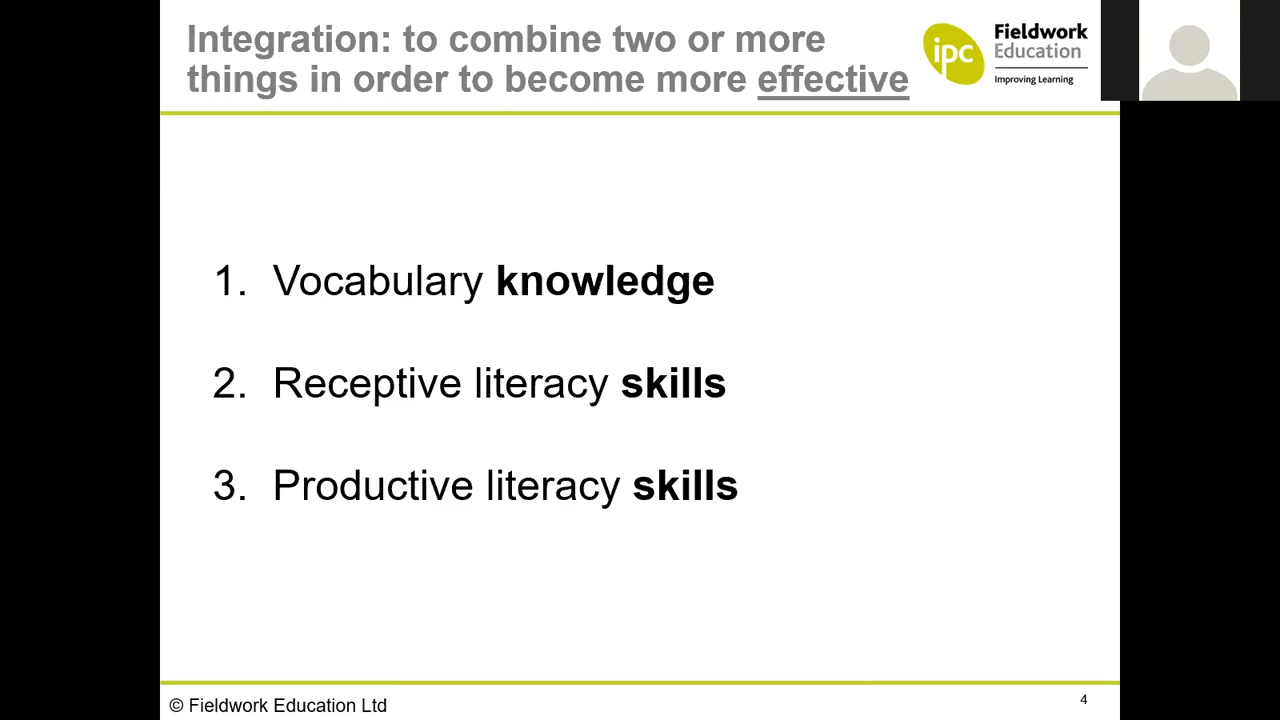 Integration: to combine two or more
things in order to become more effective
ipc
Fieldwork
Education
Improving Learning
1. Vocabulary knowledge
2. Receptive literacy skills
3. Productive literacy skills
© Fieldwork Education Ltd
4